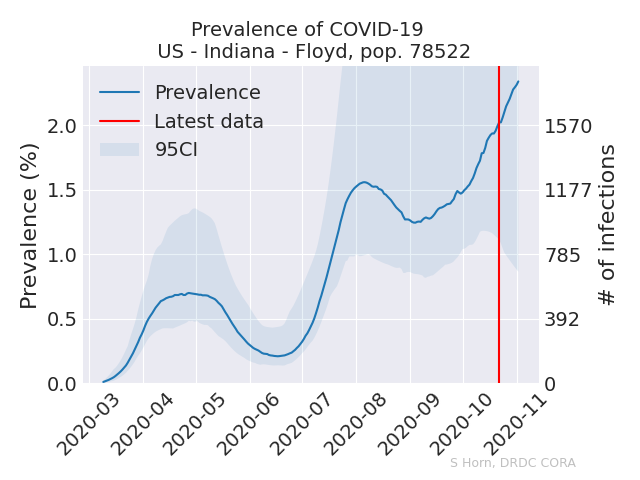 Prevalence of COVID-19
US - Indiana - Floyd, pop. 78522
Prevalence
Latest data
95CI
Prevalence (%)
2.0
1.5
1.0
0.5
0.0
1570
1177
785
392
0
# of infections
2020-03
2020-04
2020-05
2020-06
2020-07
2020-08
2020-09
2020-10
2020-11
S Horn, DRDC CORA